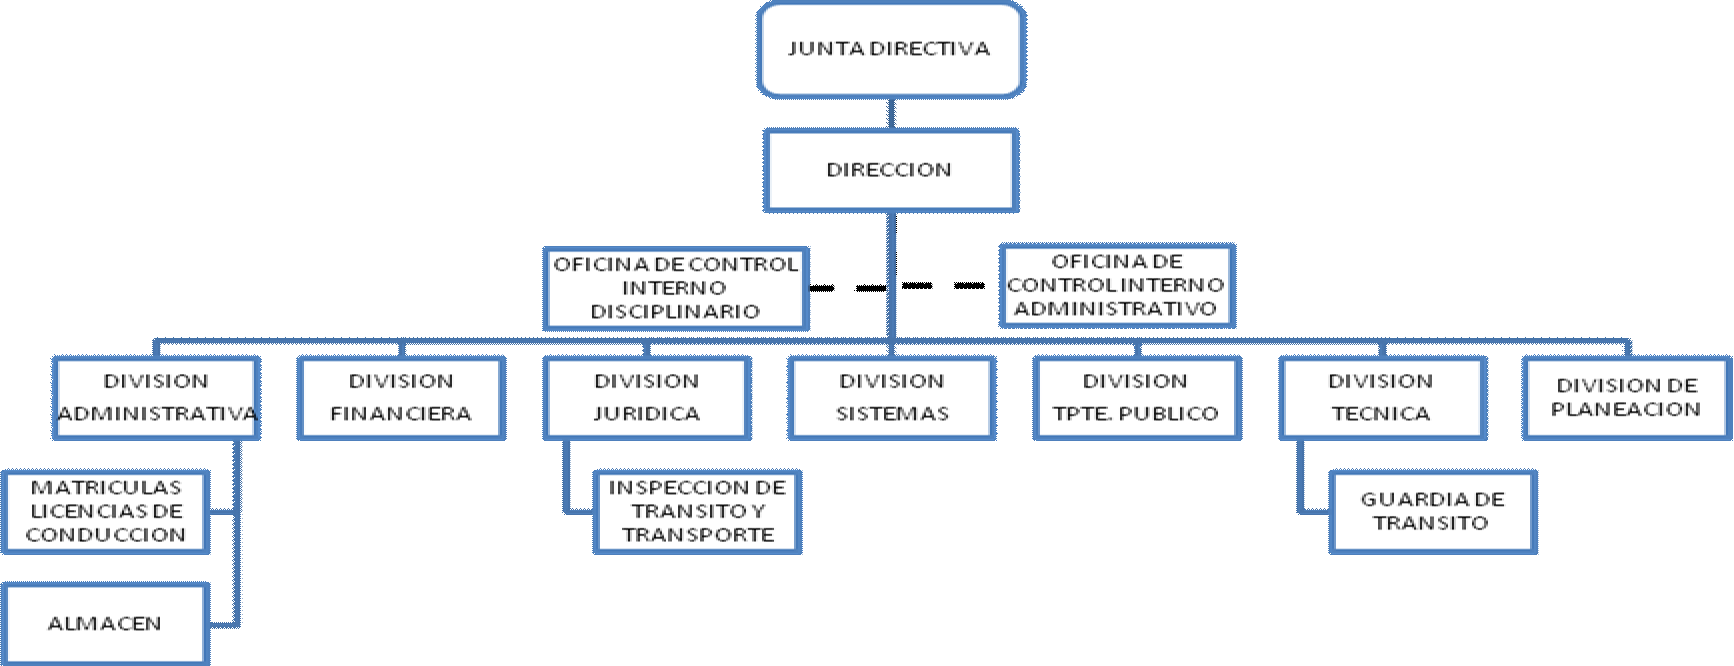 JUNTA DIRECTIVA
DIRECCION
OFICINA DE CONTROL
INTERNO
DISCIPLINARIO
OFICINA DE
CONTROL INTERNO
ADMINISTRATIVO
DIVISION
ADMINISTRATIVA
DIVISION
FINANCIERA
DIVISION
JURIDICA
DIVISION
SISTEMAS
DIVISION
TPTE. PUBLICO
DIVISION
TECNICA
DIVISION DE
PLANEACION
MATRICULAS
LICENCIAS DE
CONDUCCION
INSPECCION DE
TRANSITO Y
TRANSPORTE
GUARDIA DE
TRANSITO
ALMACEN